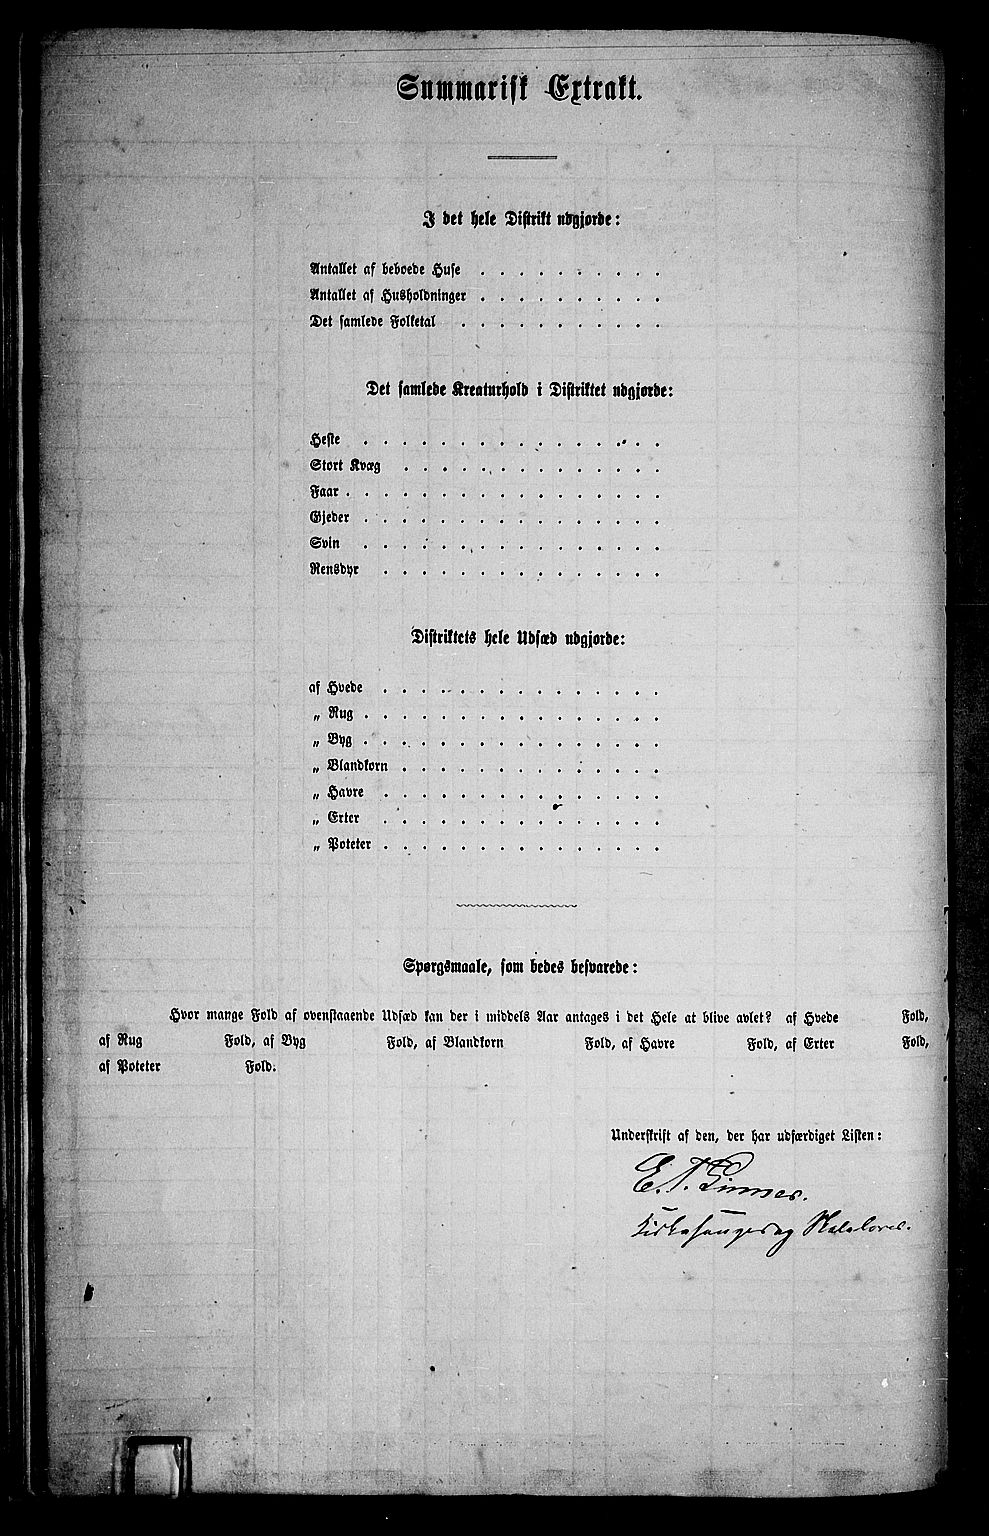 Summarisk Extrakt.
I det hele Distrikt udgjorde:
Antallet af beboede Huse . . . . . . . . . .
Antallet af Husholdninger . . . . . . . . . .
Det samlede Folketal . . . . . . . . . . .
Det samlede Kreaturhold i Distriktet udgjorde:
Heste . . . . . . . . . . . . . . . .
Stort Kvæg . . . . . . . . . . . . . .
Faar . . . . . . . . . . . . . . . . .
Gjeder . . . . . . . . . . . . . . . .
Svin . . . . . . . . . . . . . . . .
Rensdyr . . . . . . . . . . . . . . .
Distriktets hele Udsæd udgjorde:
af Hvede . . . . . . . . . . . . . . .
„ Rug . . . . . . . . . . . . . . . .
„ Byg . . . . . . . . . . . . . . . .
„ Blandkorn . . . . . . . . . . . . . .
„ Havre . . . . . . . . . . . . . . .
„ Erter . . . . . . . . . . . . . . .
„ Poteter . . . . . . . . . . . . . . .
Spørgsmaale, som bedes besvarede:
Hvor mange Fold af ovenstaaende Udsæd kan der i middels Aar antages i det Hele at blive avlet? af Hvede Fold,
af Rug Fold, af Byg Fold, af Blandkorn Fold, af Havre Fold, af Erter Fold,
af Poteter Fold.
Underskrift af den, der har udfærdiget Listen:
E. T.
Kirkesanger og